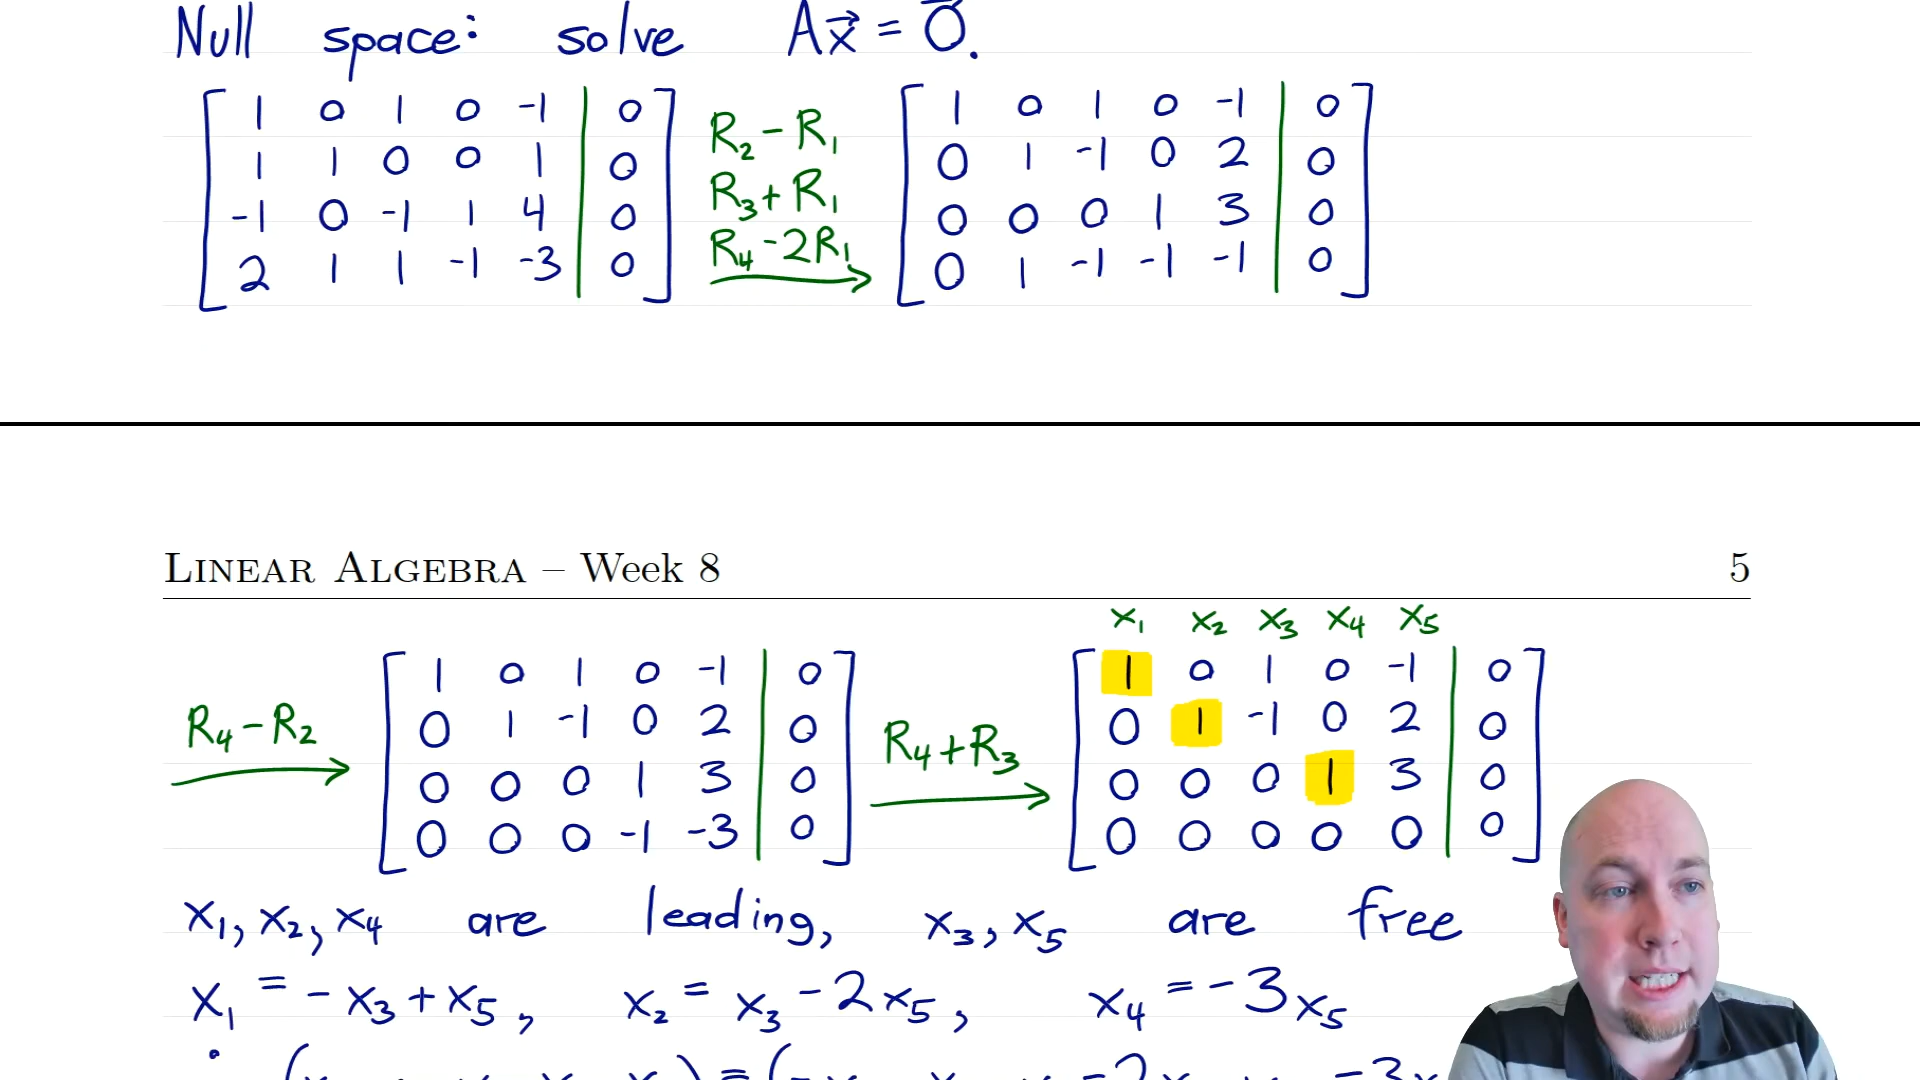 Null space: solve Ax⃗ = 0⃗.
[ 1 0 1 0 -1 | 0 ] R₂ - R₁ [ 1 0 1 0 -1 | 0 ]
[ 1 1 0 0 1 | 0 ] R₃ + R₁ [ 0 1 -1 0 2 | 0 ]
[ -1 0 -1 1 4 | 0 ] R₄ - 2R₁ [ 0 0 0 1 3 | 0 ]
[ 2 1 1 -1 -3 | 0 ] → [ 0 1 -1 -1 -1 | 0 ]
LINEAR ALGEBRA – Week 8 5
x₁ x₂ x₃ x₄ x₅
[ 1 0 1 0 -1 | 0 ] [ 1 0 1 0 -1 | 0 ]
R₄ - R₂ → [ 0 1 -1 0 2 | 0 ] R₄ + R₃ → [ 0 1 -1 0 2 | 0 ]
[ 0 0 0 1 3 | 0 ] [ 0 0 0 1 3 | 0 ]
[ 0 0 0 -1 -3 | 0 ] [ 0 0 0 0 0 | 0 ]
x₁, x₂, x₄ are leading, x₃, x₅ are free
x₁ = - x₃ + x₅, x₂ = x₃ - 2x₅, x₄ = -3x₅